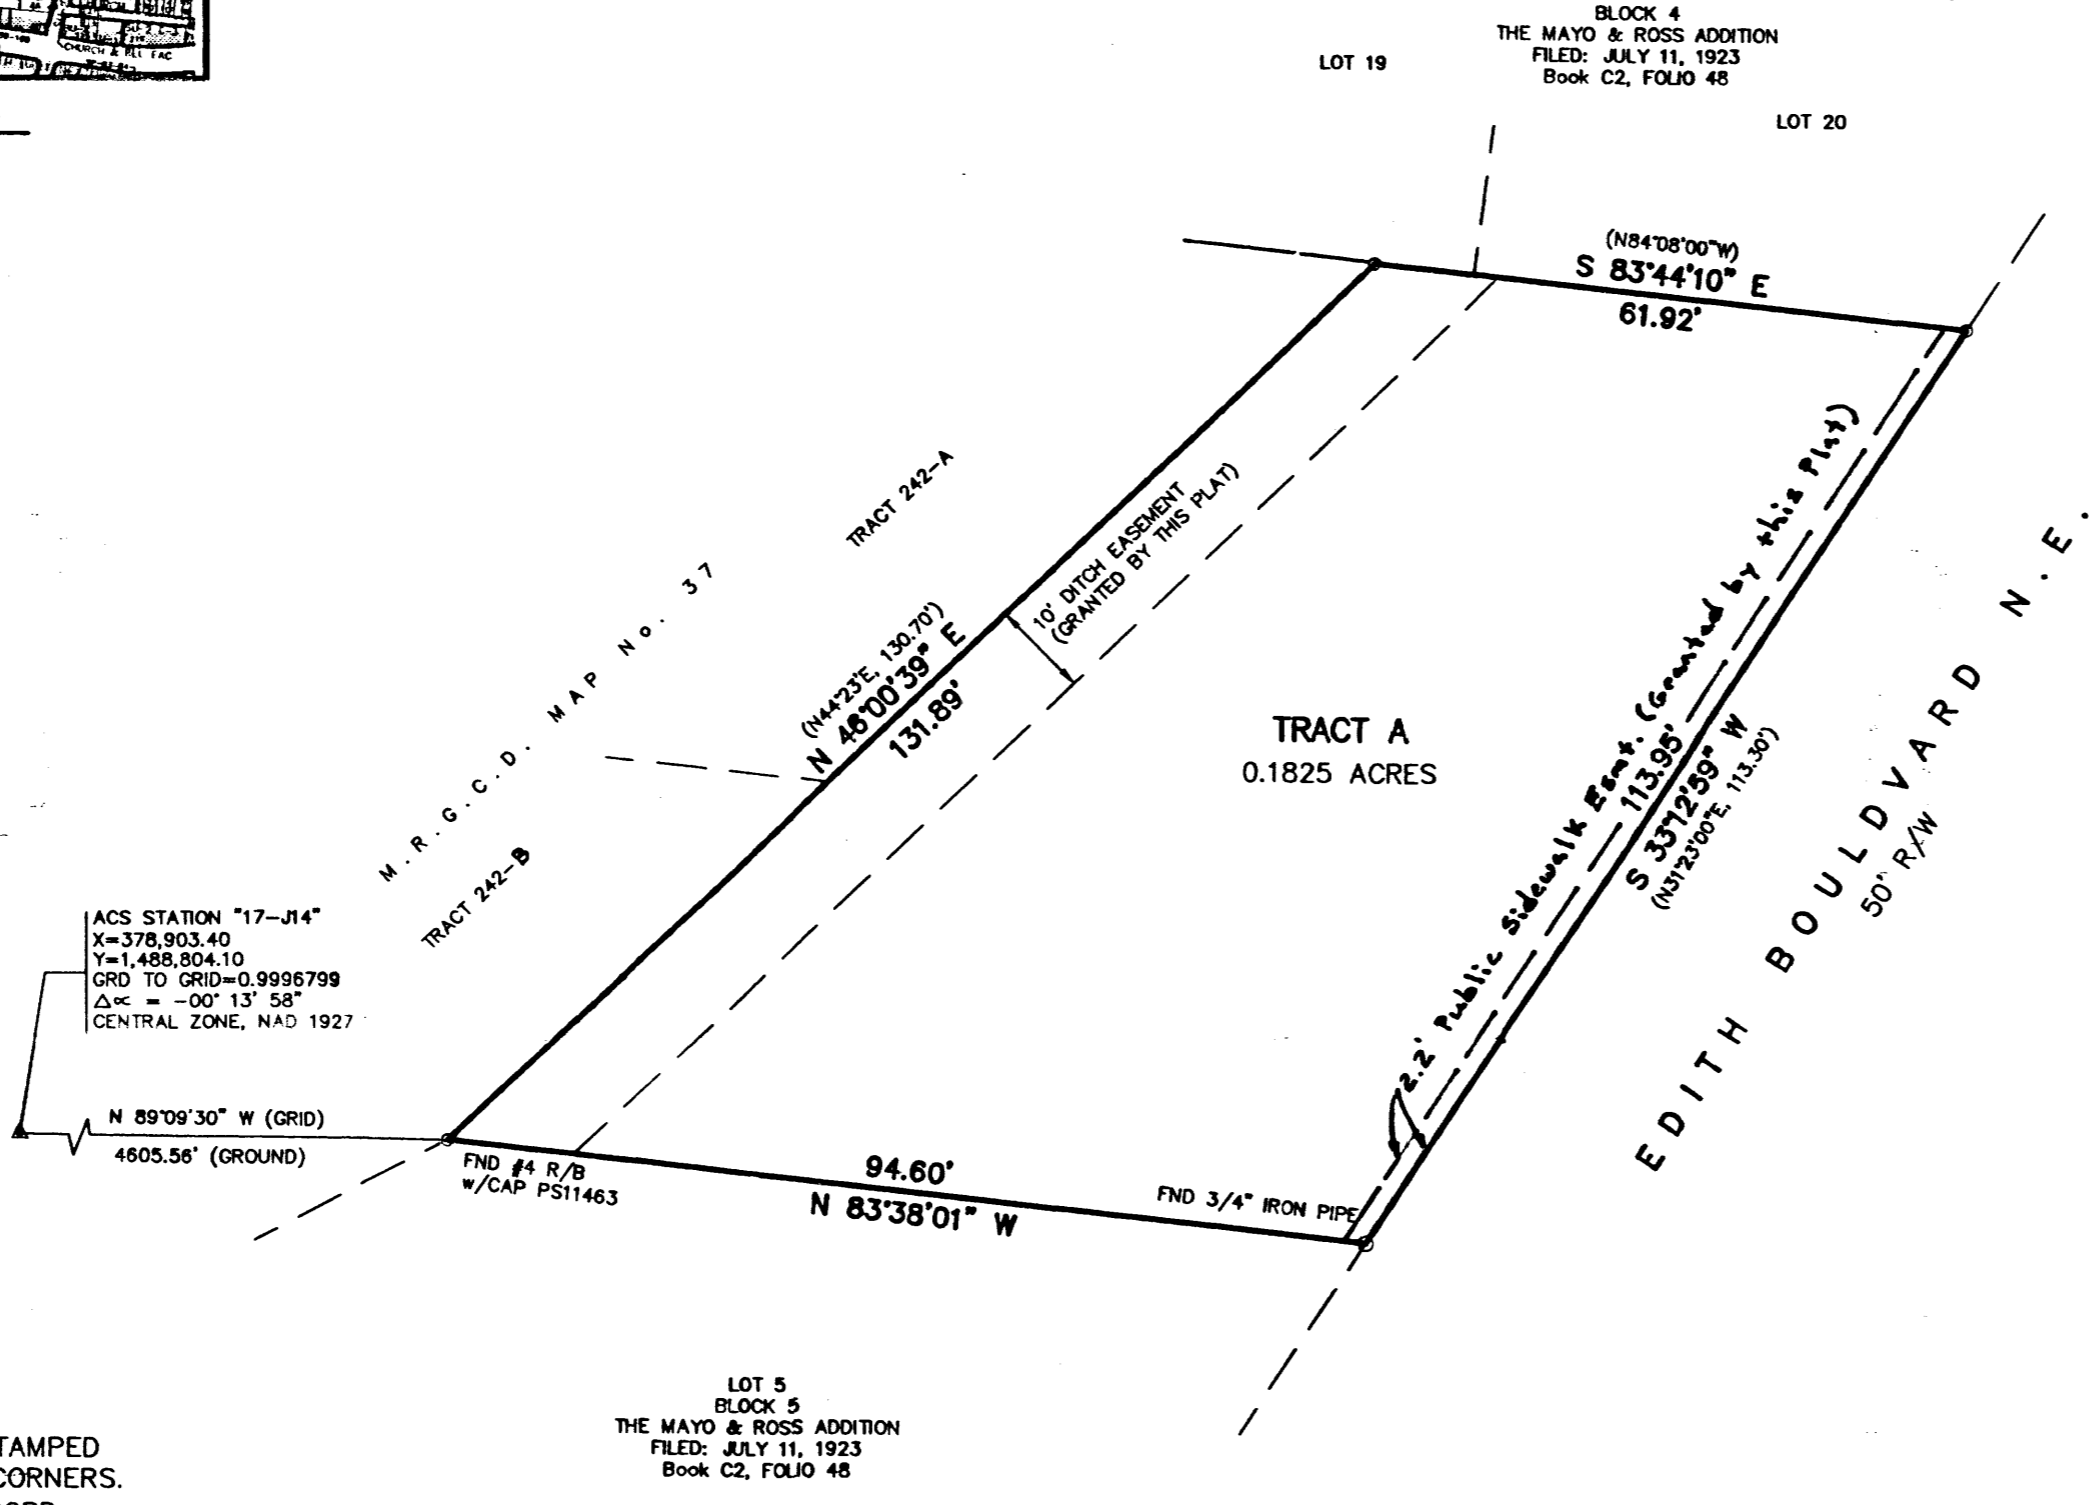 CHURCH & REL FAC
BLOCK 4
THE MAYO & ROSS ADDITION
FILED: JULY 11, 1923
Book C2, FOLIO 48
LOT 19
LOT 20
(N84°08'00"W)
S 83°44'10" E
61.92'
TRACT 242-A
M.R.G.C.D. MAP No. 37
TRACT 242-B
(N44°23'E, 130.70')
N 46°00'39" E
131.89'
10' DITCH EASEMENT
(GRANTED BY THIS PLAT)
TRACT A
0.1825 ACRES
2.2' Public Sidewalk Esmt. (Granted by this Plat)
113.95'
S 33°12'59" W
(N31°23'00"E, 113.30')
EDITH BOULDVARD N.E.
50' R/W
ACS STATION "17-J14"
X=378,903.40
Y=1,488,804.10
GRD TO GRID=0.9996799
Δ∝ = -00° 13' 58"
CENTRAL ZONE, NAD 1927
N 89°09'30" W (GRID)
4605.56' (GROUND)
FND #4 R/B
w/CAP PS11463
94.60'
N 83°38'01" W
FND 3/4" IRON PIPE
LOT 5
BLOCK 5
THE MAYO & ROSS ADDITION
FILED: JULY 11, 1923
Book C2, FOLIO 48
TAMPED
CORNERS.